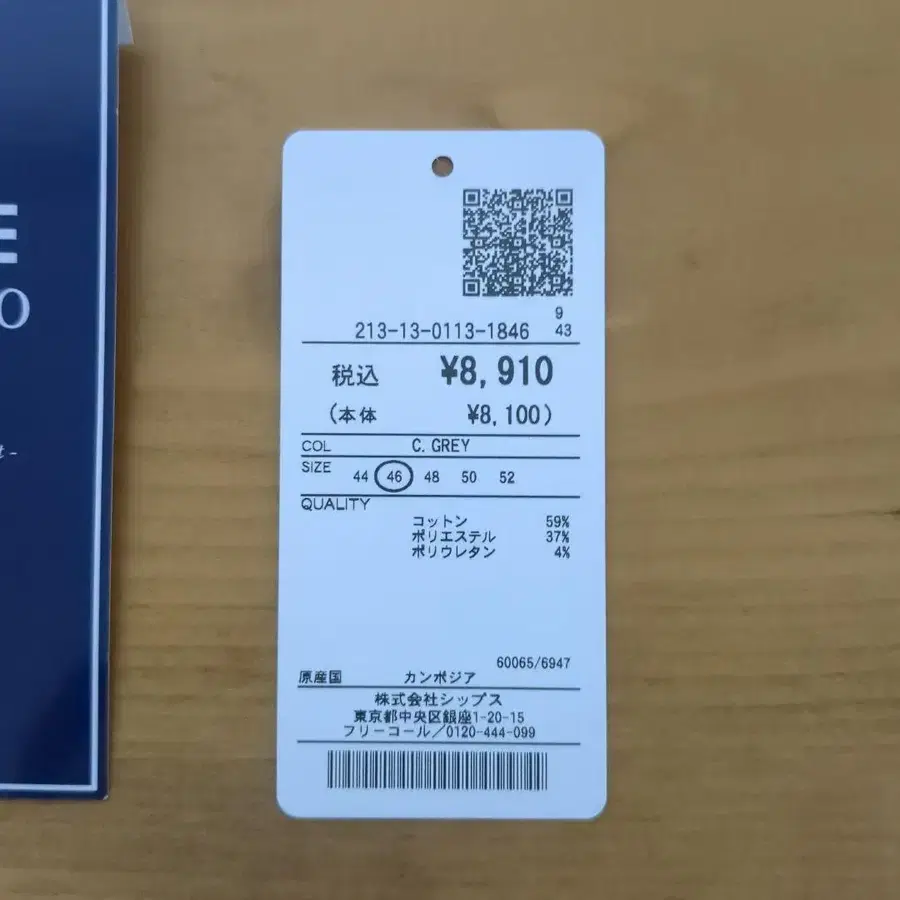 E
O
t-
9
213-13-0113-1846 43
税込 ¥8,910
(本体 ¥8,100)
COL C.GREY
SIZE 44 46 48 50 52
QUALITY
コットン 59%
ポリエステル 37%
ポリウレタン 4%
60065/6947
原産国 カンボジア
株式会社シップス
東京都中央区銀座1-20-15
フリーコール/0120-444-099